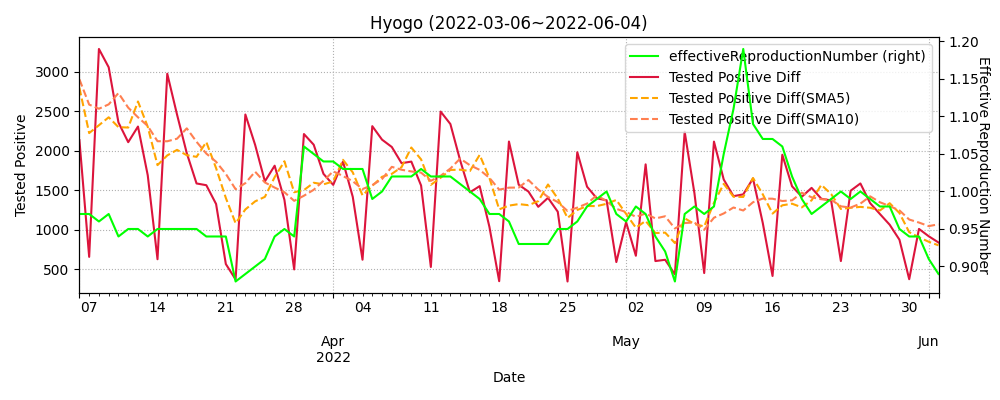 Hyogo (2022-03-06~2022-06-04)
effectiveReproductionNumber (right)
Tested Positive Diff
Tested Positive Diff(SMA5)
Tested Positive Diff(SMA10)
Tested Positive
3000
2500
2000
1500
1000
500
1.20
1.15
1.10
1.05
1.00
0.95
0.90
Effective Reproduction Number
07 14 21 28 04 11 18 25 02 09 16 23 30
Apr May Jun
2022
Date